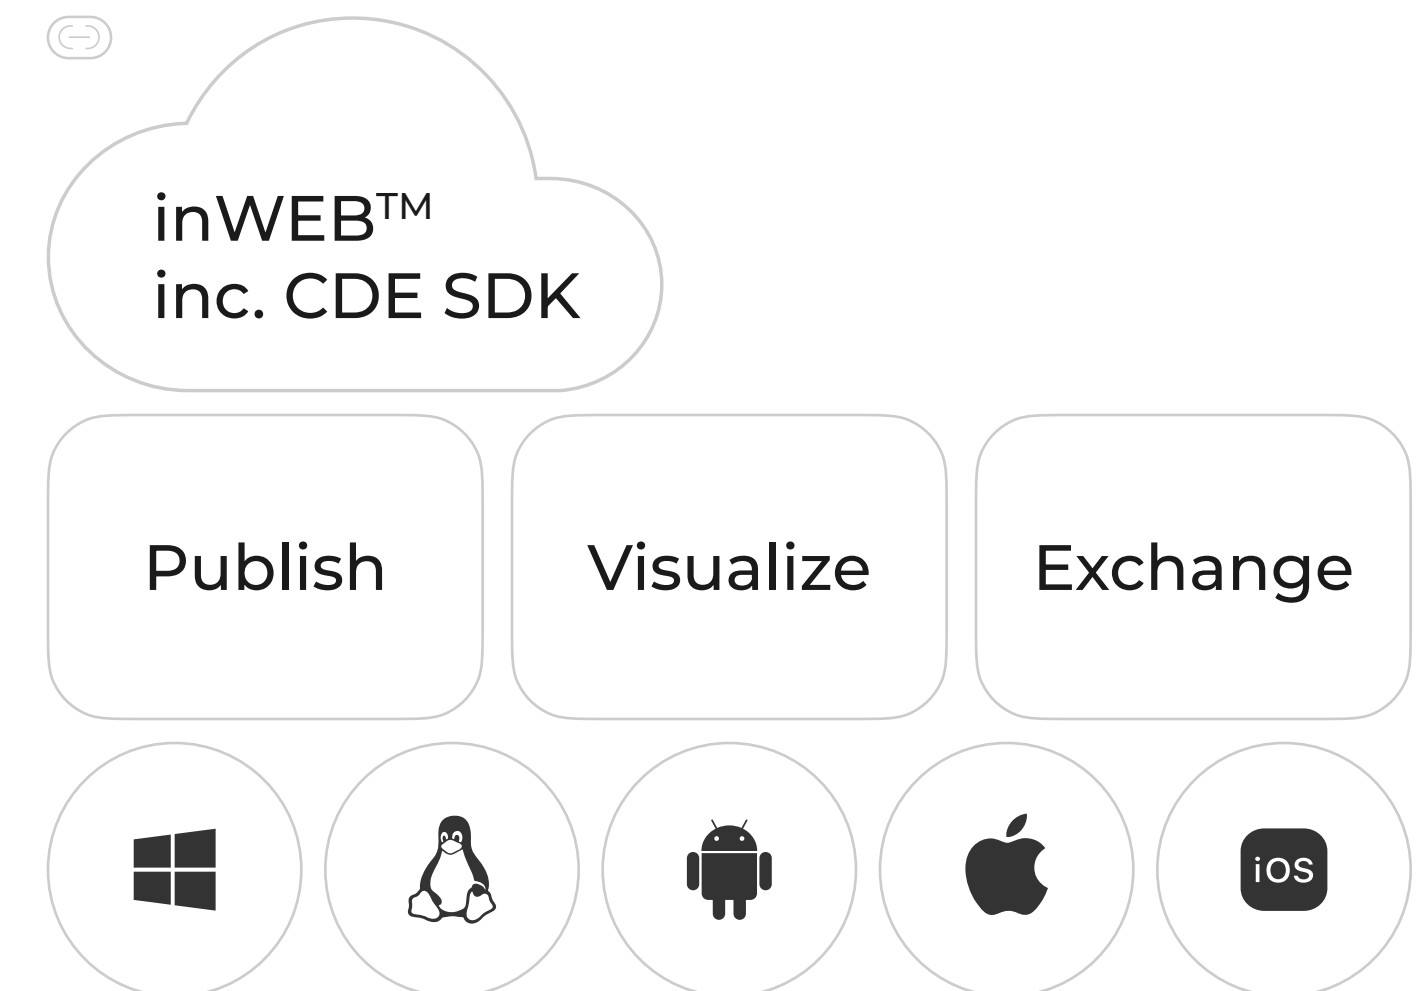 inWEB™
inc. CDE SDK
Publish
Visualize
Exchange
iOS